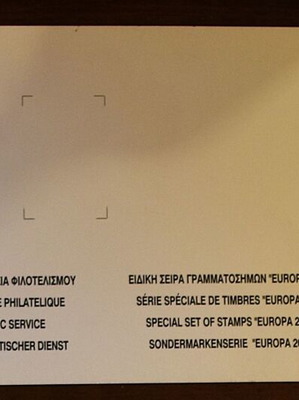 ΙΑ ΦΙΛΟΤΕΛΙΣΜΟΥ ΕΙΔΙΚΗ ΣΕΙΡΑ ΓΡΑΜΜΑΤΟΣΗΜΩΝ "EUROP
E PHILATELIQUE SÉRIE SPÉCIALE DE TIMBRES "EUROPA
C SERVICE SPECIAL SET OF STAMPS "EUROPA 2
TISCHER DIENST SONDERMARKENSERIE "EUROPA 20